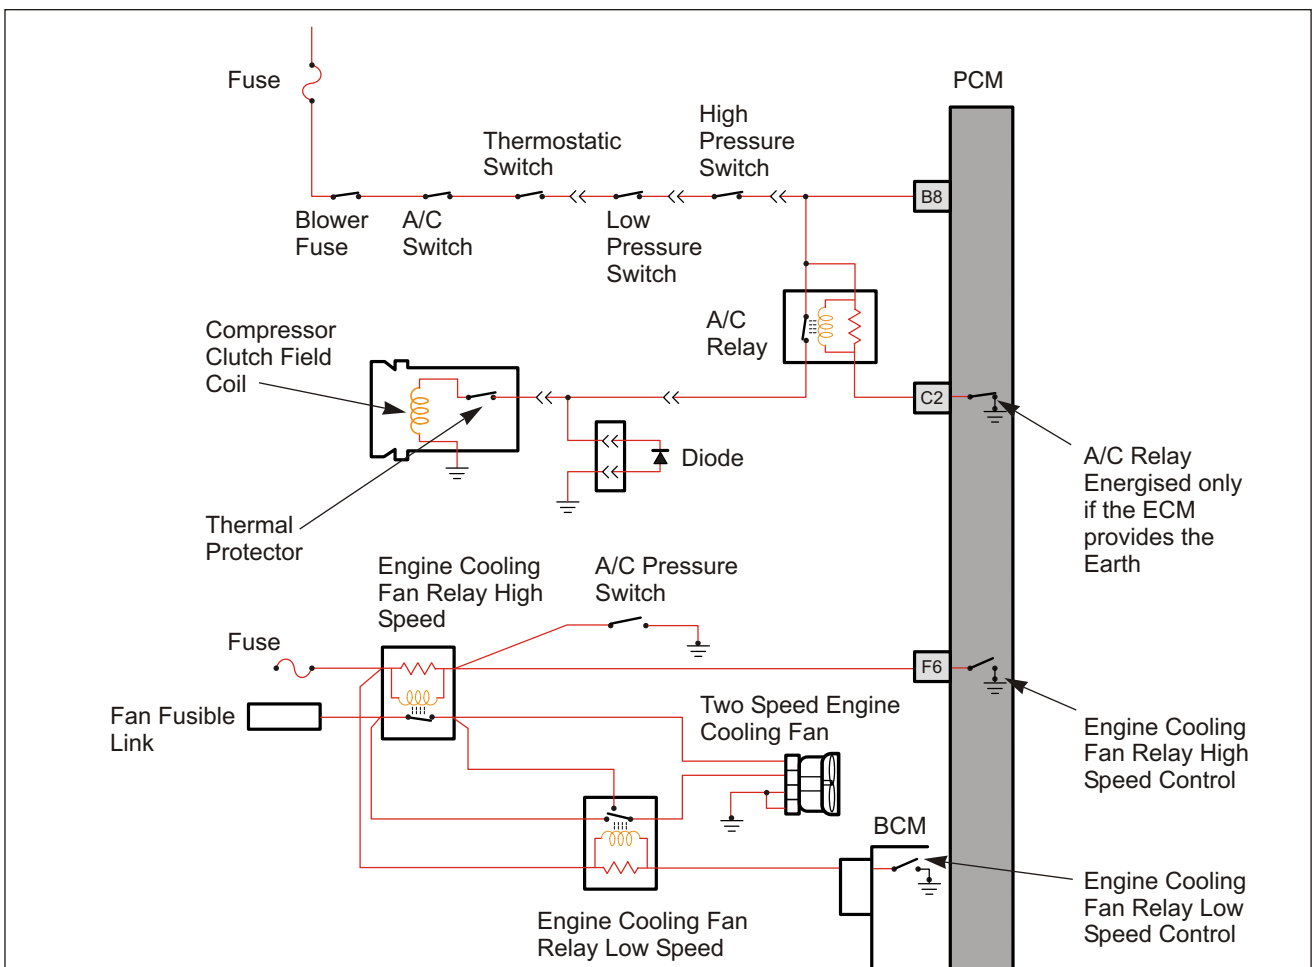 Fuse
PCM
High
Pressure
Switch
Thermostatic
Switch
B8
Blower
Fuse
A/C
Switch
Low
Pressure
Switch
A/C
Relay
Compressor
Clutch Field
Coil
C2
Diode
A/C Relay
Energised only
if the ECM
provides the
Earth
Thermal
Protector
Engine Cooling
Fan Relay High
Speed
A/C Pressure
Switch
Fuse
F6
Fan Fusible
Link
Two Speed Engine
Cooling Fan
Engine Cooling
Fan Relay High
Speed Control
BCM
Engine Cooling
Fan Relay Low
Speed Control
Engine Cooling Fan
Relay Low Speed